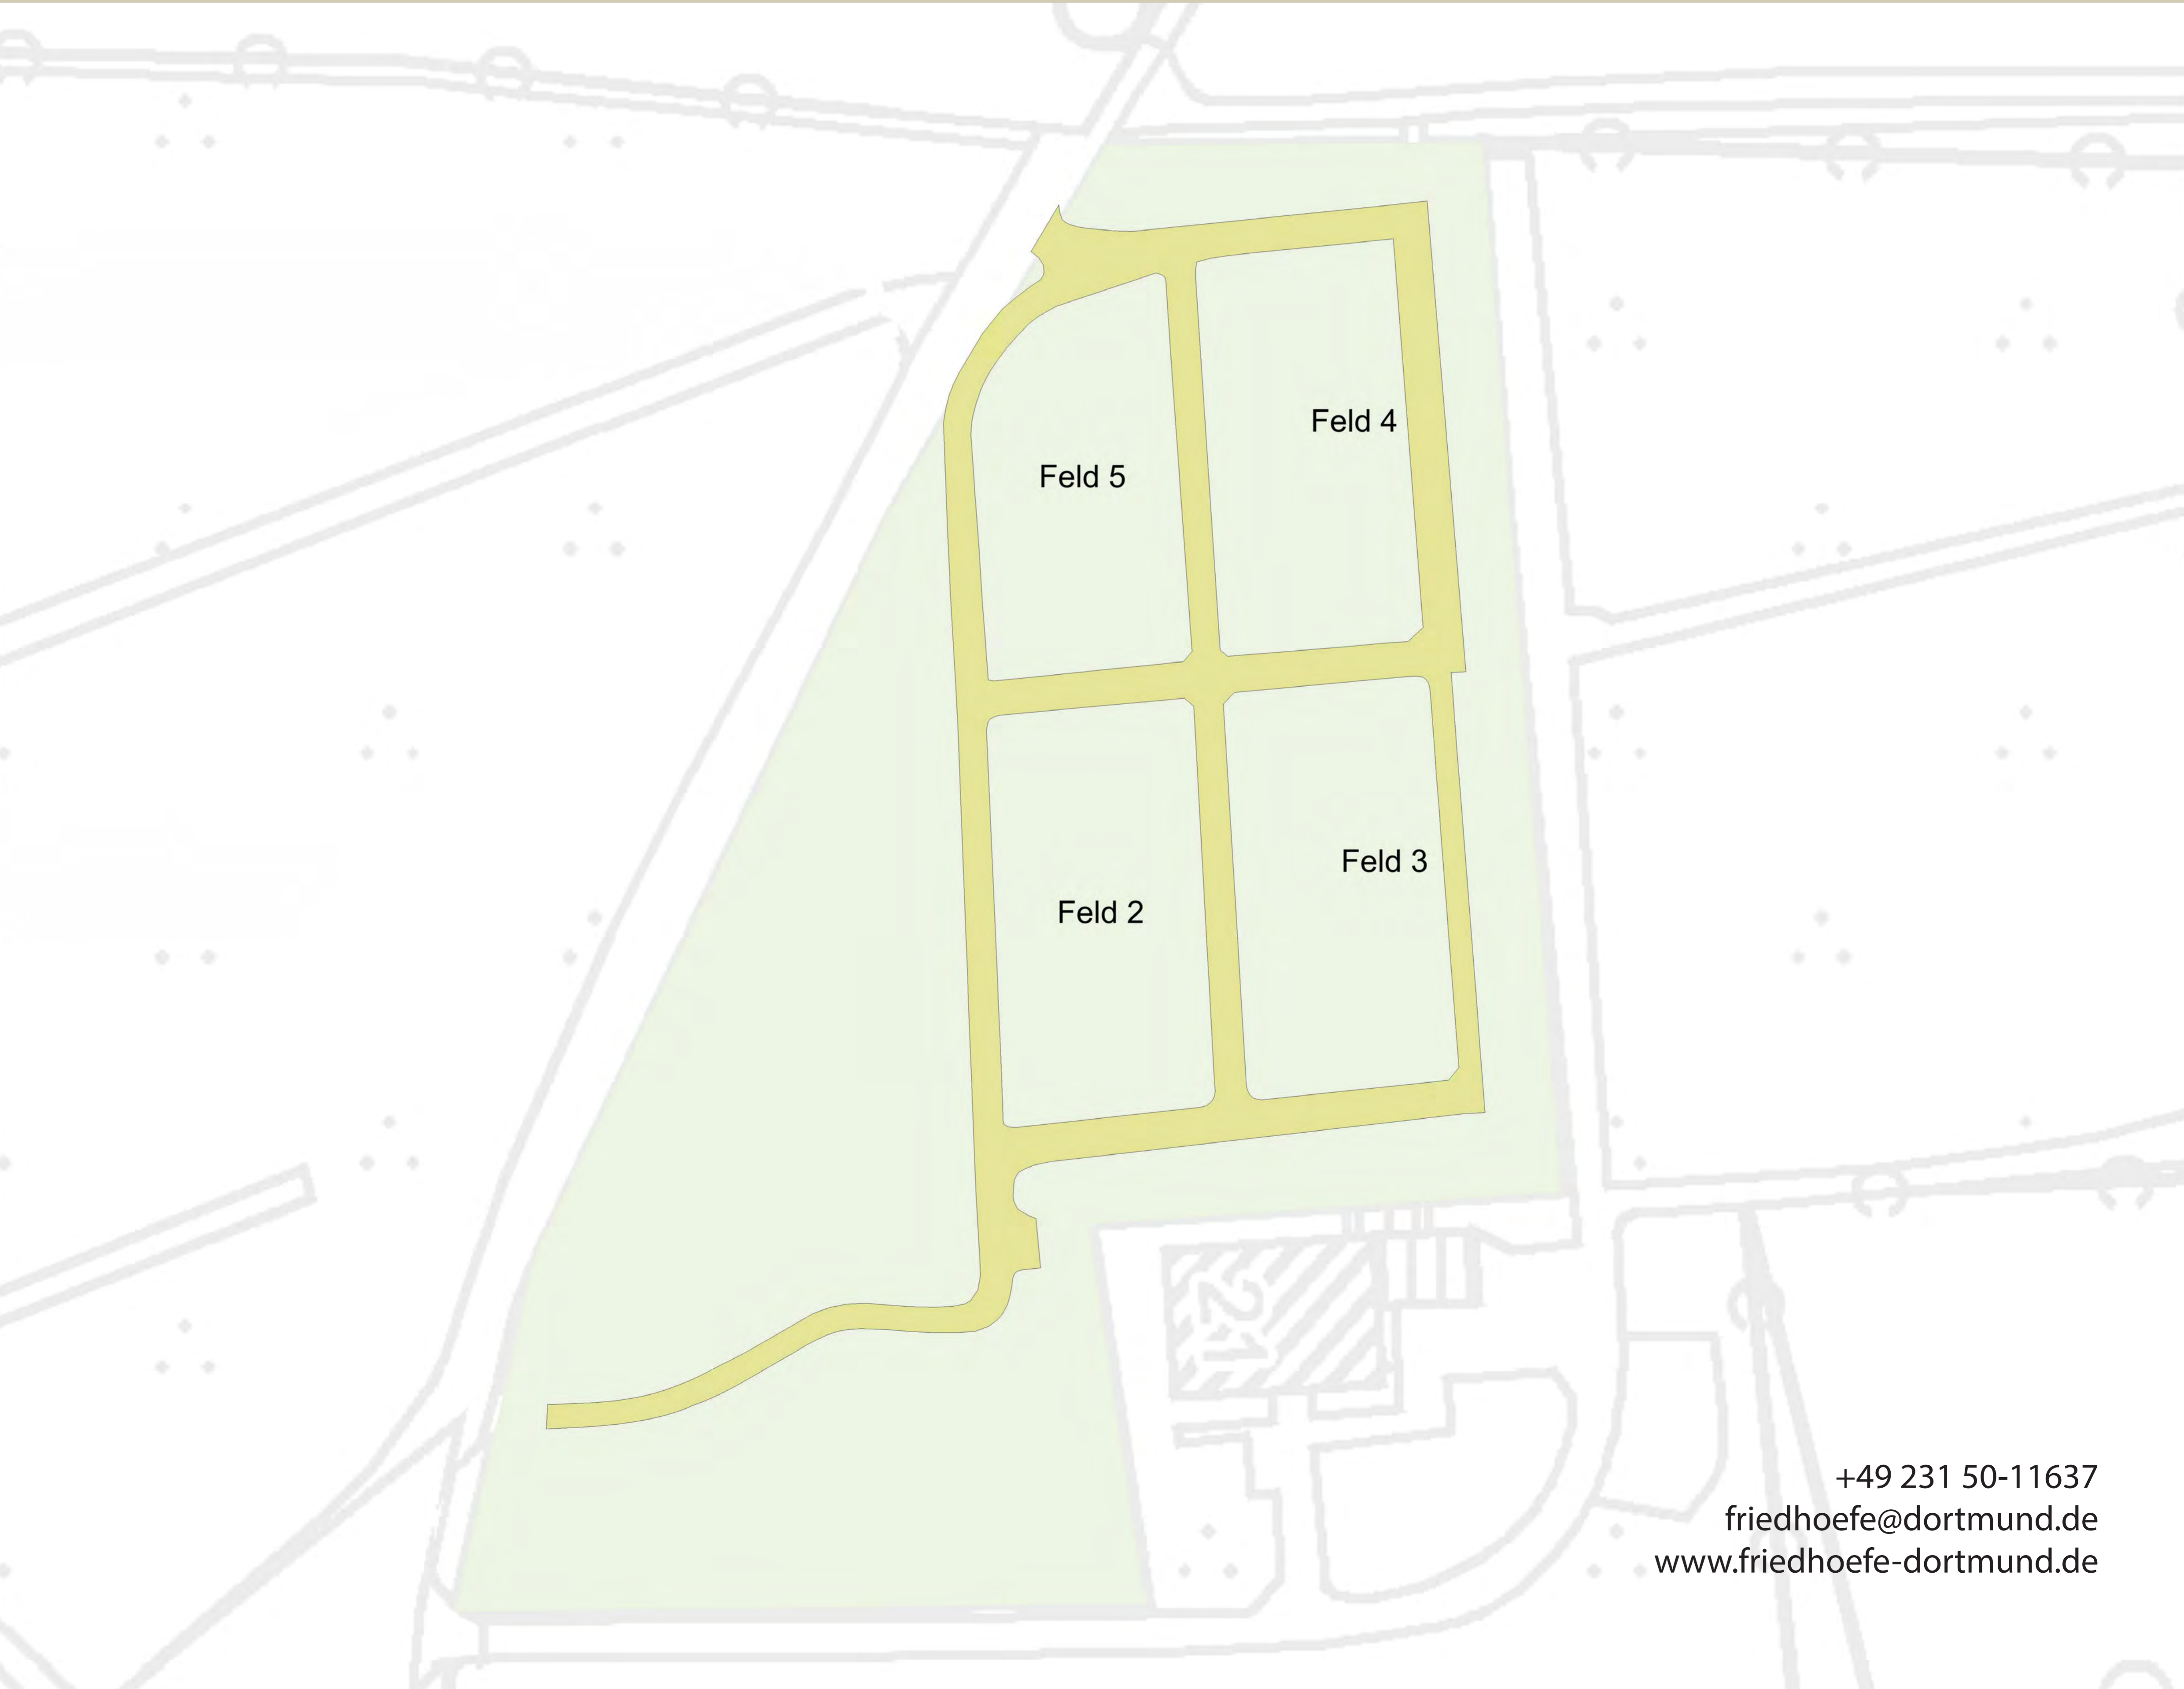 Feld 4
Feld 5
Feld 3
Feld 2
12
+49 231 50-11637
friedhoefe@dortmund.de
www.friedhoefe-dortmund.de